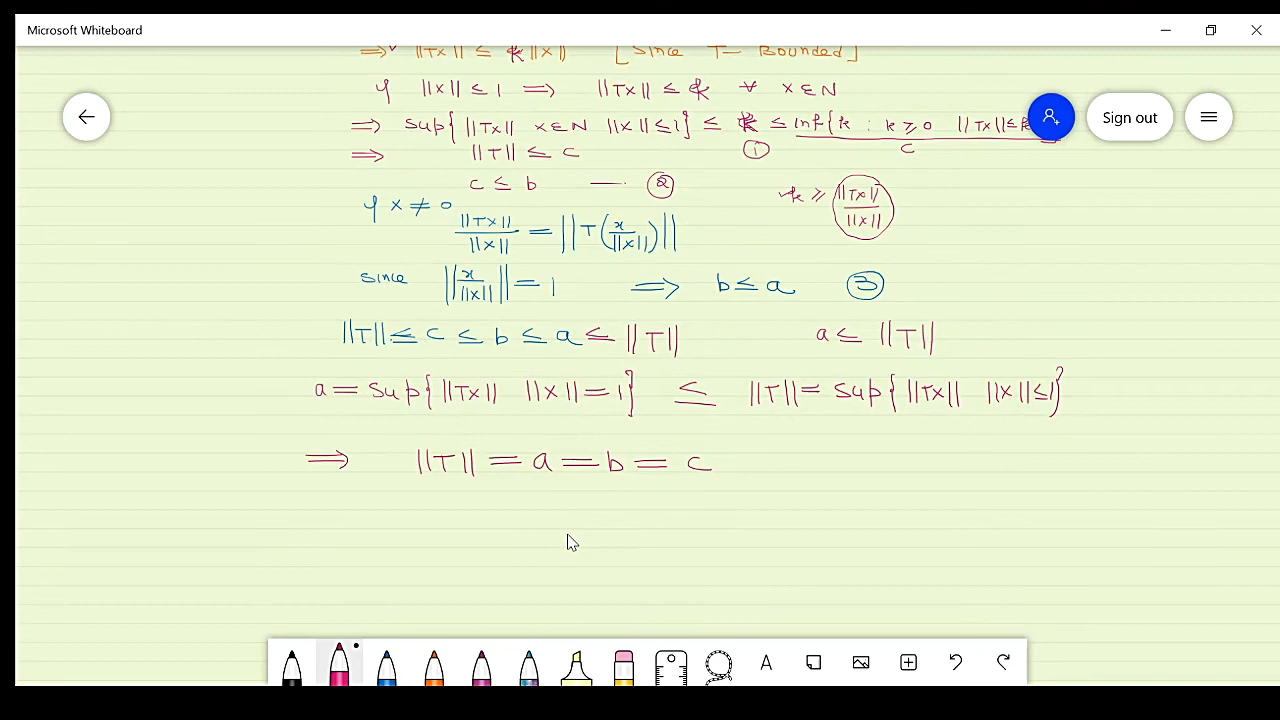 Microsoft Whiteboard
⇒ ||Tx|| ≤ k ||x|| [Since T– Bounded]
if ||x|| ≤ 1 ⇒ ||Tx|| ≤ k ∀ x∈N
Sign out
⇒ Sup{ ||Tx|| x∈N ||x||≤1} ≤ k ≤ inf{k : k ≥ 0 ||Tx||≤k
⇒ ||T|| ≤ c ① c
c ≤ b — ②
k ≥ ||Tx|| / ||x||
if x ≠ 0
||Tx|| / ||x|| = ||T(x/||x||)||
since ||x/||x|| || = 1 ⇒ b ≤ a ③
||T|| ≤ c ≤ b ≤ a ≤ ||T|| a ≤ ||T||
a = Sup{ ||Tx|| ||x|| = 1} ≤ ||T|| = Sup{ ||Tx|| ||x|| ≤ 1}
⇒ ||T|| = a = b = c
A